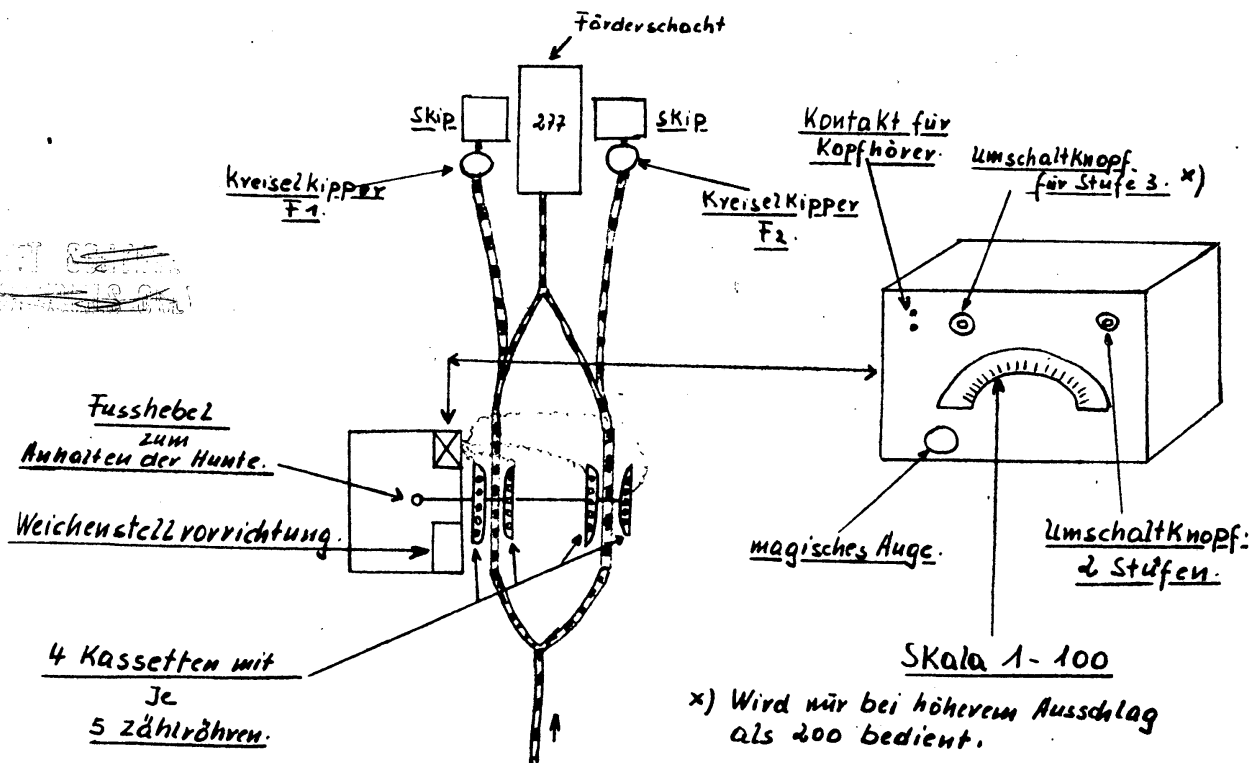 Förderschacht
Skip
277
Skip
Kreiselkipper
F1.
Kreiselkipper
F2.
Kontakt für
Kopfhörer.
Umschaltknopf
für Stufe 3. x)
Fusshebel
zum
Anhalten der Hunte.
Weichenstellvorrichtung.
magisches Auge.
Umschaltknopf:
2 Stufen.
4 Kassetten mit
Je
5 Zählröhren.
Skala 1-100
x) Wird nur bei höherem Ausschlag
als 200 bedient.